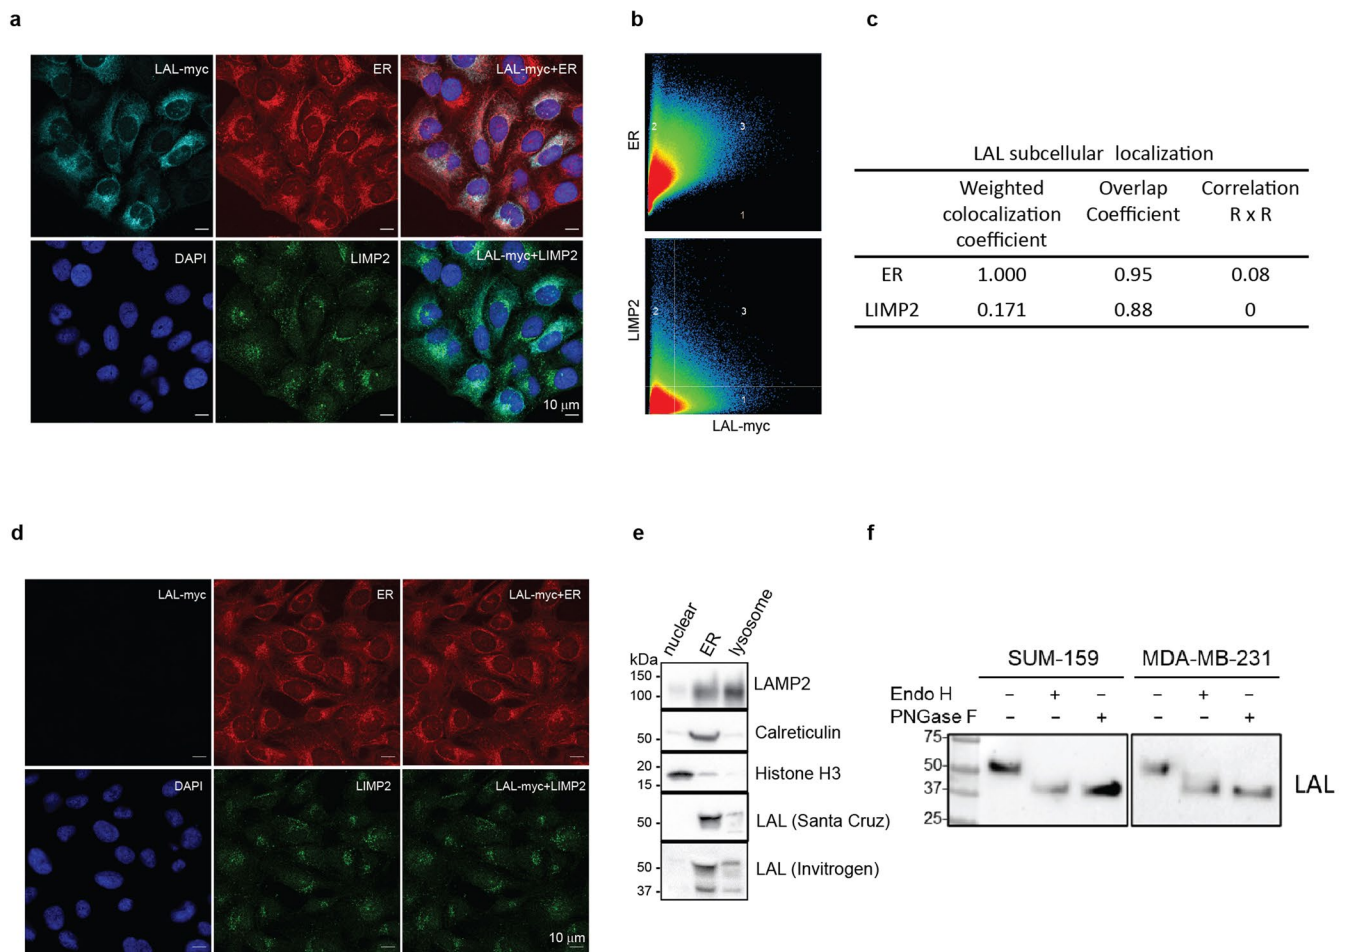 a
b
c
LAL-myc
ER
LAL-myc+ER
DAPI
LIMP2
LAL-myc+LIMP2
10 μm
ER
2
3
1
LIMP2
2
3
1
LAL-myc
LAL subcellular localization
Weighted colocalization coefficient
Overlap Coefficient
Correlation R x R
ER 1.000 0.95 0.08
LIMP2 0.171 0.88 0
d
e
f
LAL-myc
ER
LAL-myc+ER
DAPI
LIMP2
LAL-myc+LIMP2
10 μm
nuclear
ER
lysosome
kDa
150
100
LAMP2
50
Calreticulin
20
15
Histone H3
50
LAL (Santa Cruz)
50
37
LAL (Invitrogen)
SUM-159 MDA-MB-231
Endo H – + – – + –
PNGase F – – + – – +
75
50
37
25
LAL